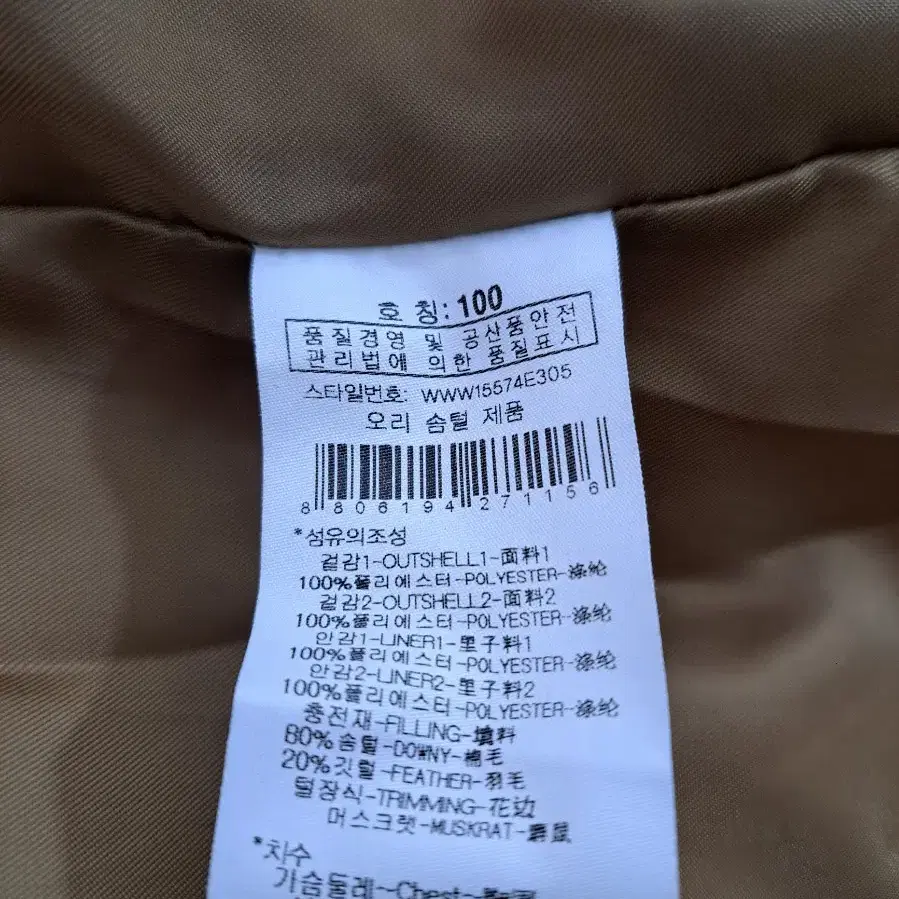 호 칭: 100
품질경영 및 공산품안전
관리법에 의한 품질표시
스타일번호: WWW15574E305
오리 솜털 제품
8 806194 271156
*섬유의조성
겉감1-OUTSHELL1-面料1
100%폴리에스터-POLYESTER-涤纶
겉감2-OUTSHELL2-面料2
100%폴리에스터-POLYESTER-涤纶
안감1-LINER1-里子料1
100%폴리에스터-POLYESTER-涤纶
안감2-LINER2-里子料2
100%폴리에스터-POLYESTER-涤纶
충전재-FILLING-填料
80%솜털-DOWNY-棉毛
20%깃털-FEATHER-羽毛
털장식-TRIMMING-花边
머스크랫-MUSKRAT-麝鼠
*치수
가슴둘레--Chest--